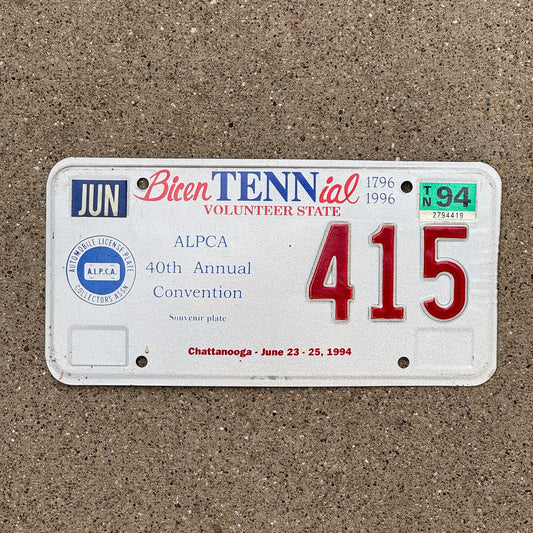 JUN
BicenTENNial 1796 1996
VOLUNTEER STATE
TN 94
2794419
AUTOMOBILE LICENSE PLATE
A.L.P.C.A.
COLLECTORS ASSN
ALPCA
40th Annual
Convention
Souvenir plate
415
Chattanooga - June 23 - 25, 1994